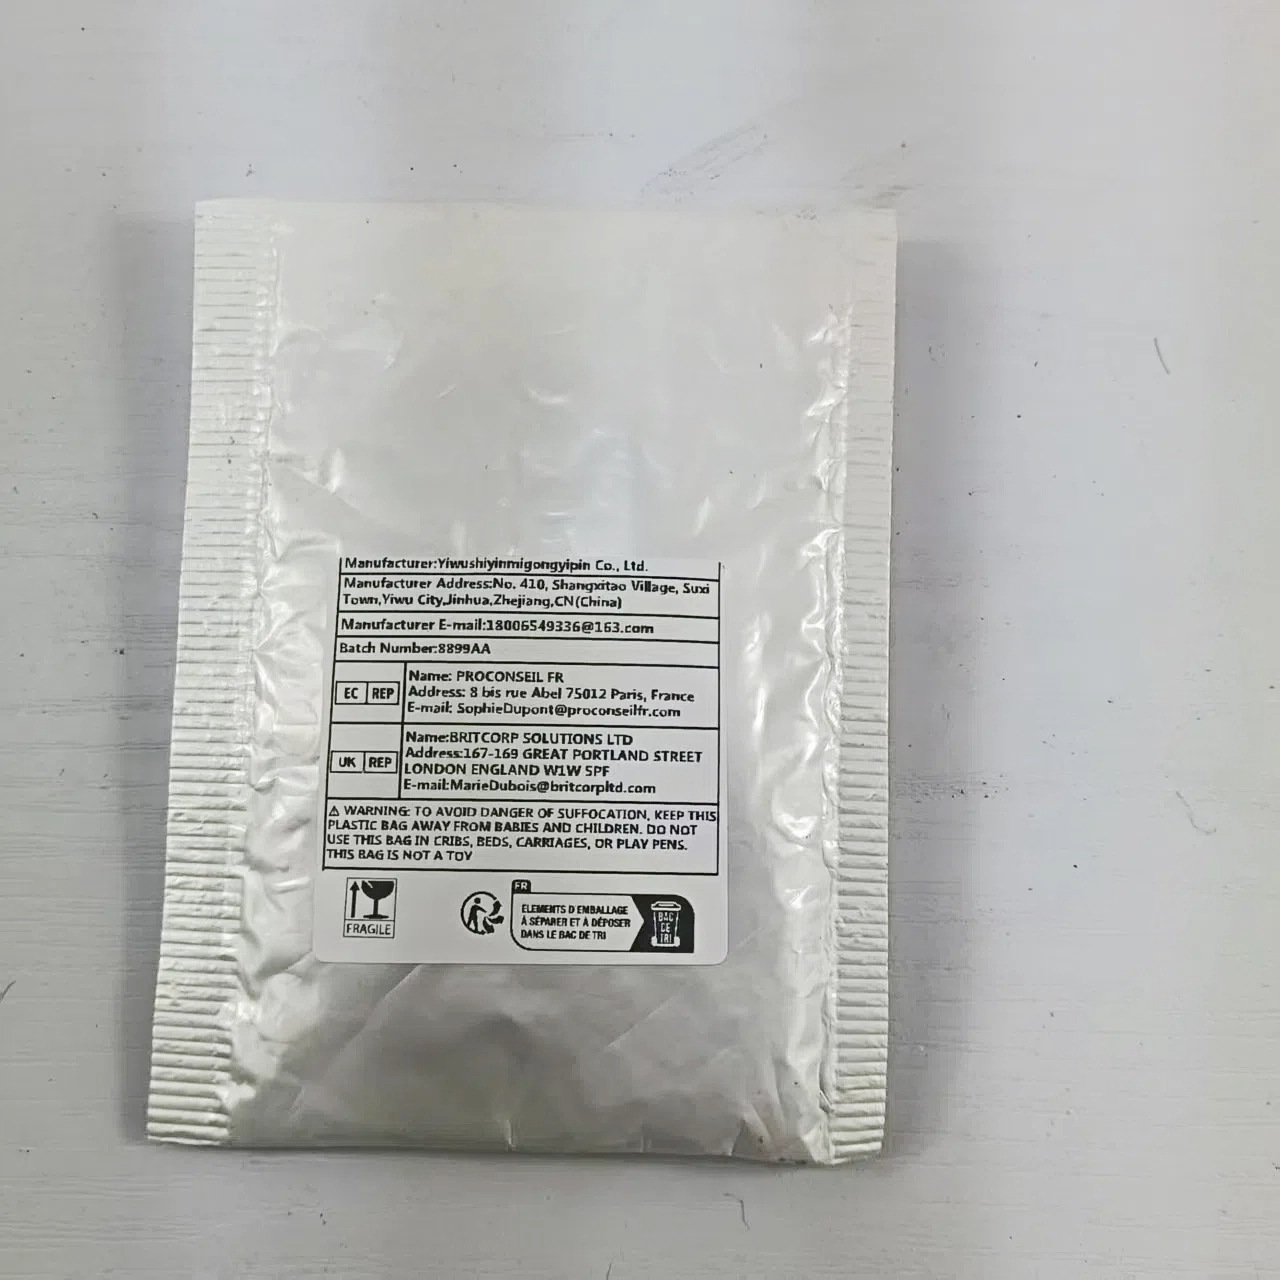 Manufacturer:Yiwushiyinmigongyipin Co., Ltd.
Manufacturer Address:No. 410, Shangxitao Village, Suxi
Town,Yiwu City,Jinhua,Zhejiang,CN(China)
Manufacturer E-mail:18006549336@163.com
Batch Number:8899AA
EC REP
Name: PROCONSEIL FR
Address: 8 bis rue Abel 75012 Paris, France
E-mail: SophieDupont@proconseilfr.com
UK REP
Name:BRITCORP SOLUTIONS LTD
Address:167-169 GREAT PORTLAND STREET
LONDON ENGLAND W1W 5PF
E-mail:MarieDubois@britcorpltd.com
⚠ WARNING: TO AVOID DANGER OF SUFFOCATION, KEEP THIS
PLASTIC BAG AWAY FROM BABIES AND CHILDREN. DO NOT
USE THIS BAG IN CRIBS, BEDS, CARRIAGES, OR PLAY PENS.
THIS BAG IS NOT A TOY
FRAGILE
FR
ELEMENTS D'EMBALLAGE
À SÉPARER ET À DÉPOSER
DANS LE BAC DE TRI
BAC
DE
TRI